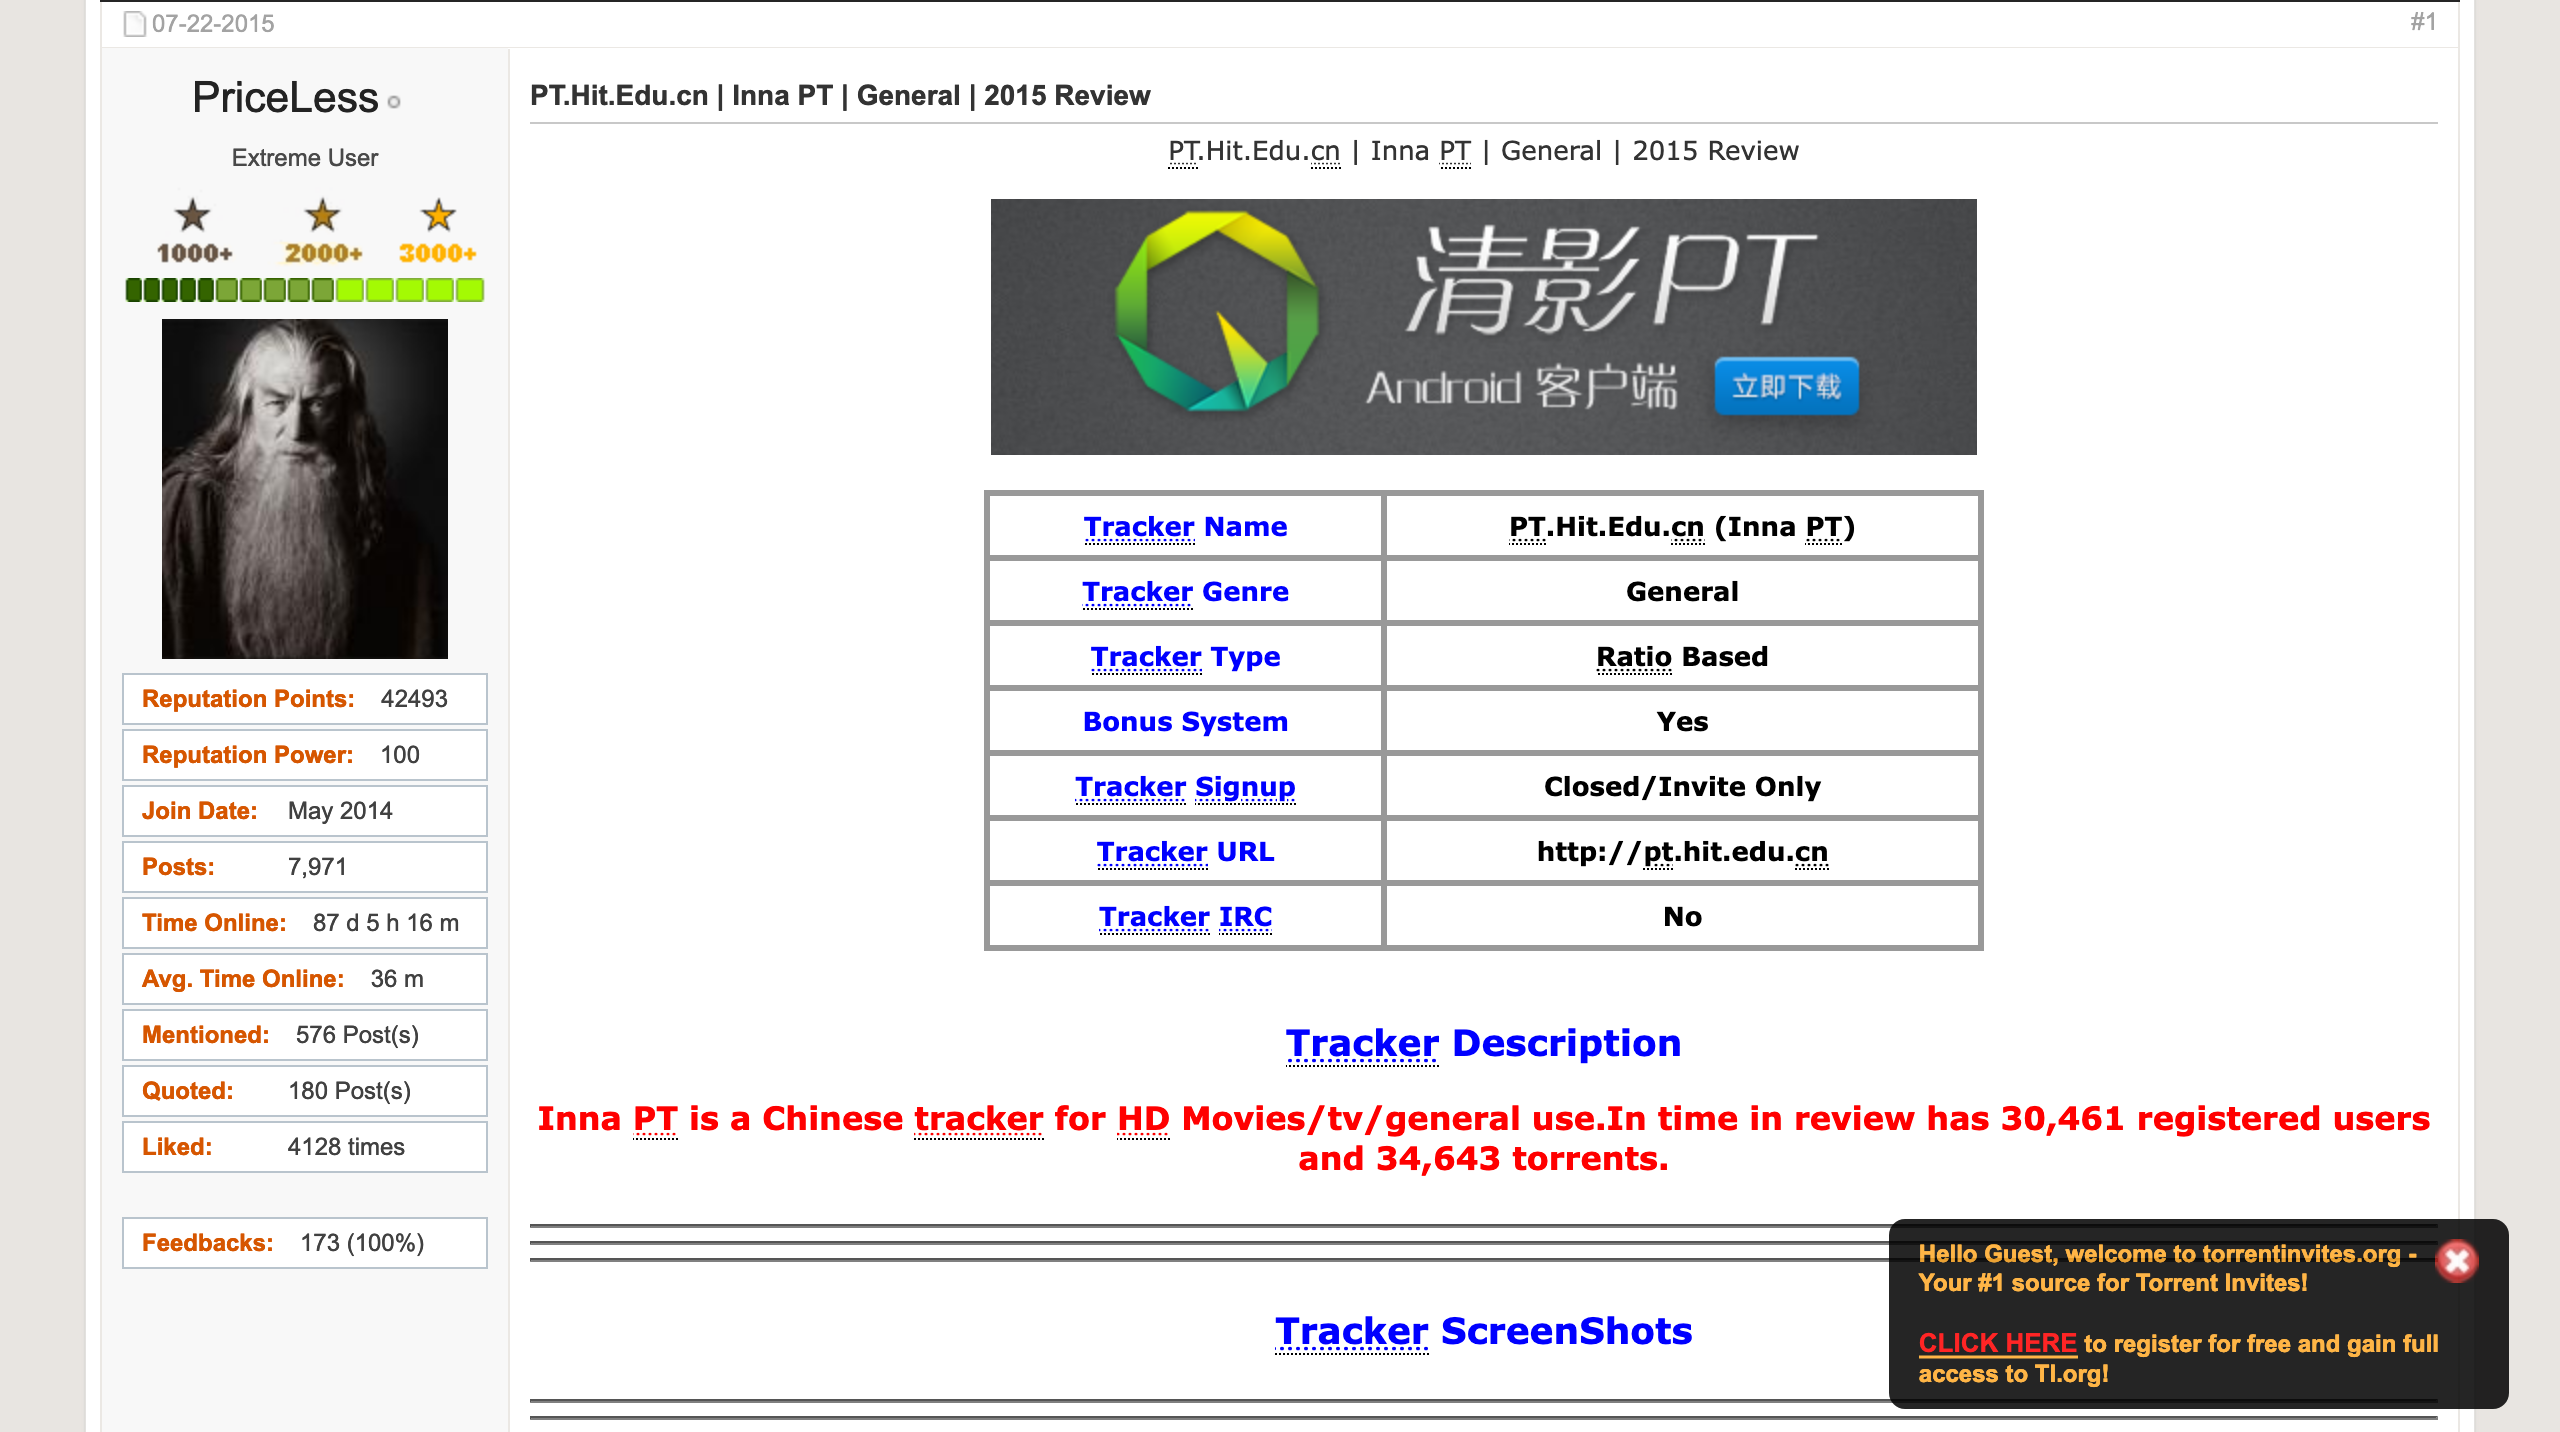 07-22-2015
#1
PriceLess
Extreme User
1000+ 2000+ 3000+
Reputation Points: 42493
Reputation Power: 100
Join Date: May 2014
Posts: 7,971
Time Online: 87 d 5 h 16 m
Avg. Time Online: 36 m
Mentioned: 576 Post(s)
Quoted: 180 Post(s)
Liked: 4128 times
Feedbacks: 173 (100%)
PT.Hit.Edu.cn | Inna PT | General | 2015 Review
PT.Hit.Edu.cn | Inna PT | General | 2015 Review
清影PT
Android 客户端 立即下载
Tracker Name PT.Hit.Edu.cn (Inna PT)
Tracker Genre General
Tracker Type Ratio Based
Bonus System Yes
Tracker Signup Closed/Invite Only
Tracker URL http://pt.hit.edu.cn
Tracker IRC No
Tracker Description
Inna PT is a Chinese tracker for HD Movies/tv/general use.In time in review has 30,461 registered users
and 34,643 torrents.
Tracker ScreenShots
Hello Guest, welcome to torrentinvites.org -
Your #1 source for Torrent Invites!
CLICK HERE to register for free and gain full
access to TI.org!